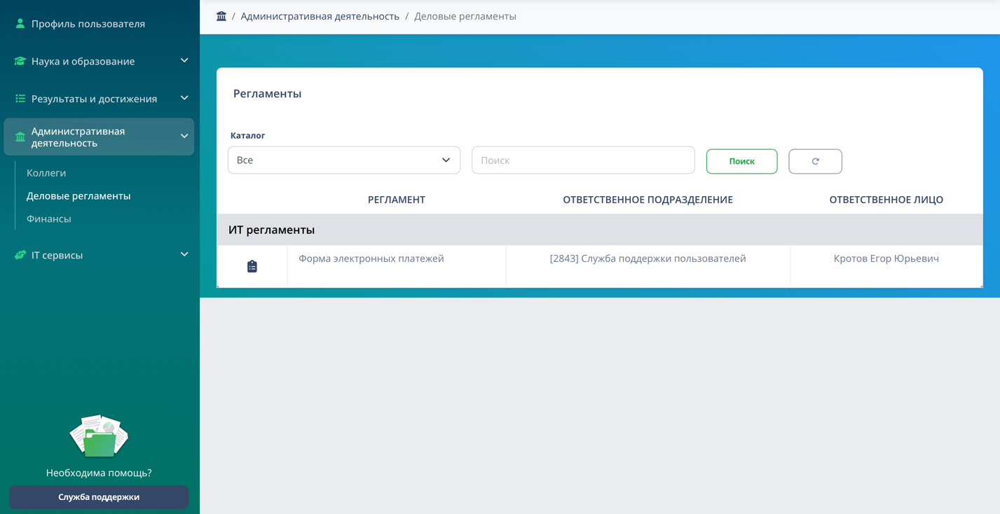 Профиль пользователя
Наука и образование
Результаты и достижения
Административная
деятельность
Коллеги
Деловые регламенты
Финансы
IT сервисы
Необходима помощь?
Служба поддержки
/ Административная деятельность / Деловые регламенты
Регламенты
Каталог
Все
Поиск
Поиск
РЕГЛАМЕНТ ОТВЕТСТВЕННОЕ ПОДРАЗДЕЛЕНИЕ ОТВЕТСТВЕННОЕ ЛИЦО
ИТ регламенты
Форма электронных платежей [2843] Служба поддержки пользователей Кротов Егор Юрьевич